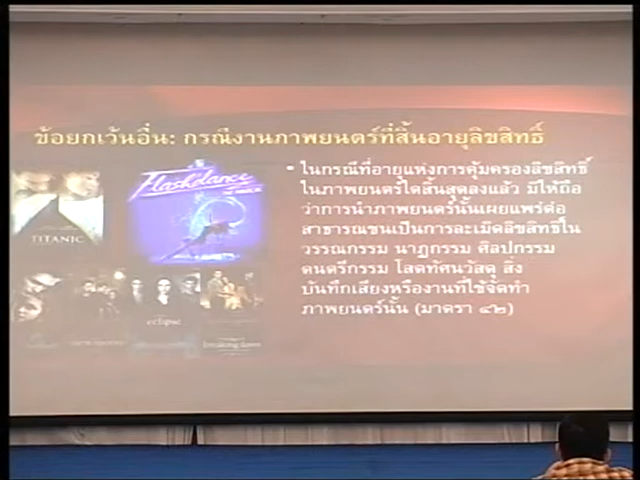 ข้อยกเว้นอื่น: กรณีงานภาพยนตร์ที่สิ้นอายุลิขสิทธิ์
• ในกรณีที่อายุแห่งการคุ้มครองลิขสิทธิ์
ในภาพยนตร์ใดสิ้นสุดลงแล้ว มิให้ถือ
ว่าการนำภาพยนตร์นั้นเผยแพร่ต่อ
สาธารณชนเป็นการละเมิดลิขสิทธิ์ใน
วรรณกรรม นาฏกรรม ศิลปกรรม
ดนตรีกรรม โสตทัศนวัสดุ สิ่ง
บันทึกเสียงหรืองานที่ใช้จัดทำ
ภาพยนตร์นั้น (มาตรา ๕๒)
TITANIC
Flashdance
THE MUSICAL
eclipse
breaking dawn